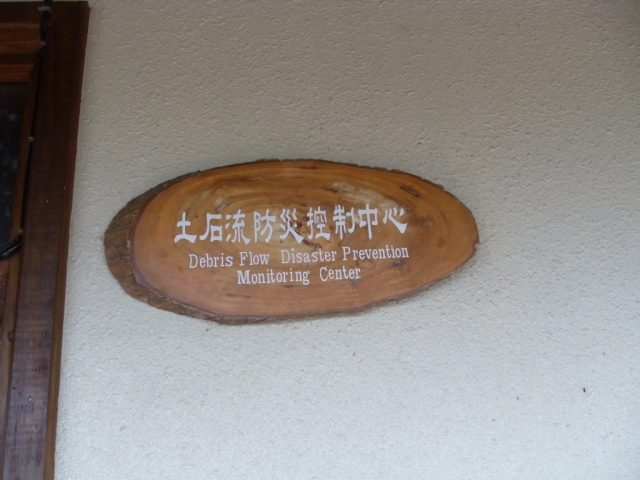 土石流防災控制中心
Debris Flow Disaster Prevention
Monitoring Center